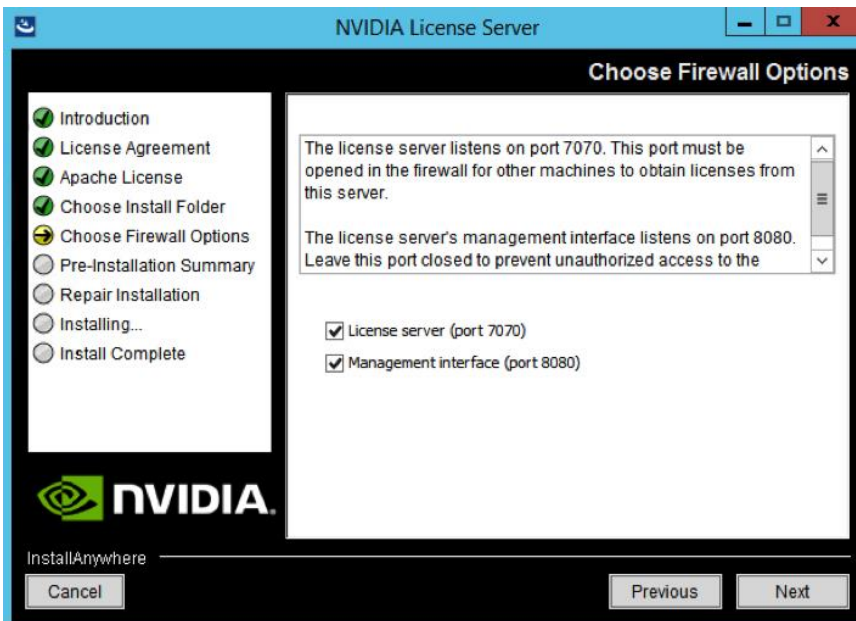 NVIDIA License Server
Choose Firewall Options
Introduction
License Agreement
Apache License
Choose Install Folder
Choose Firewall Options
Pre-Installation Summary
Repair Installation
Installing...
Install Complete
The license server listens on port 7070. This port must be
opened in the firewall for other machines to obtain licenses from
this server.
The license server's management interface listens on port 8080.
Leave this port closed to prevent unauthorized access to the
License server (port 7070)
Management interface (port 8080)
NVIDIA.
InstallAnywhere
Cancel
Previous
Next